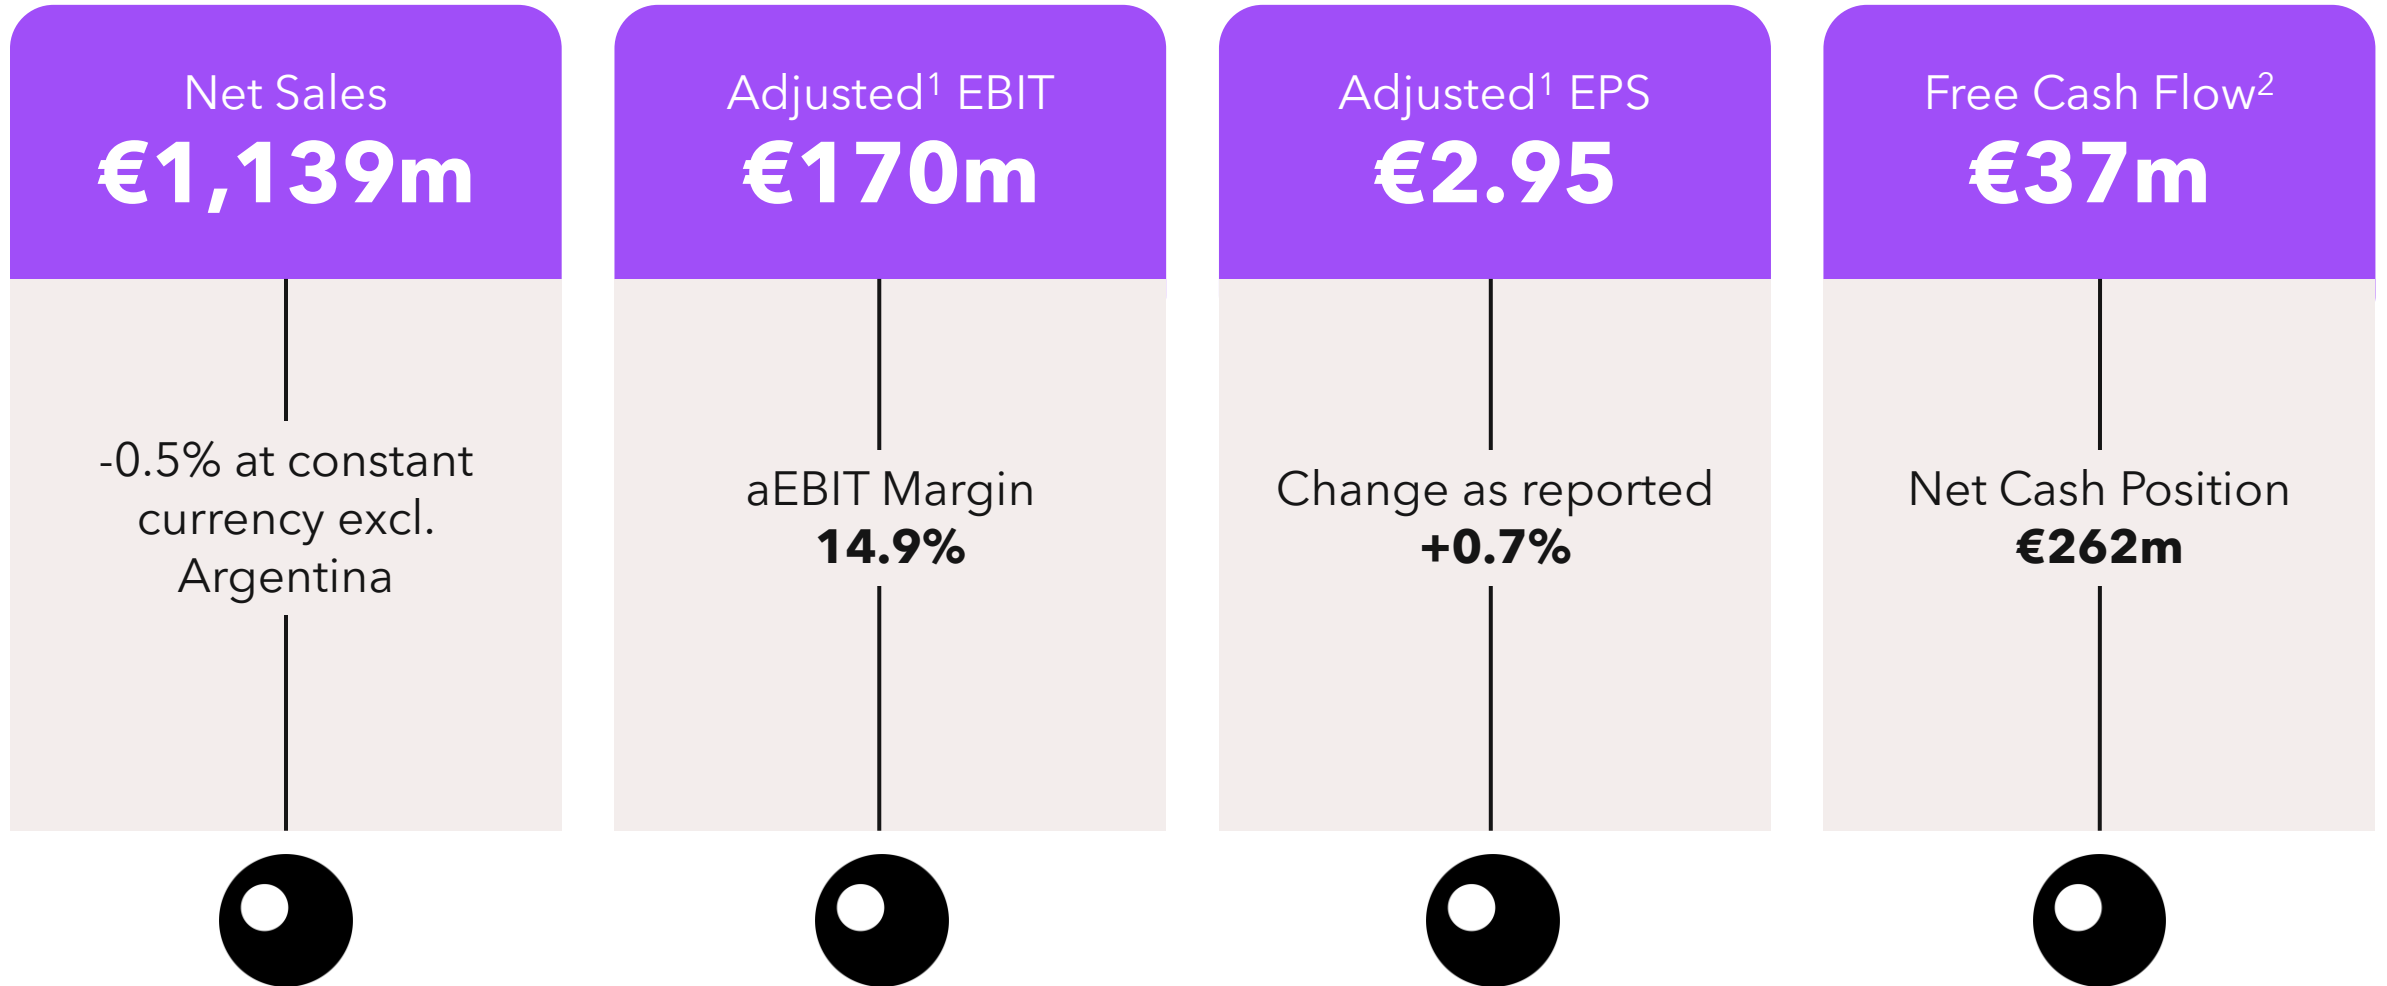 Net Sales
€1,139m
-0.5% at constant
currency excl.
Argentina
Adjusted¹ EBIT
€170m
aEBIT Margin
14.9%
Adjusted¹ EPS
€2.95
Change as reported
+0.7%
Free Cash Flow²
€37m
Net Cash Position
€262m